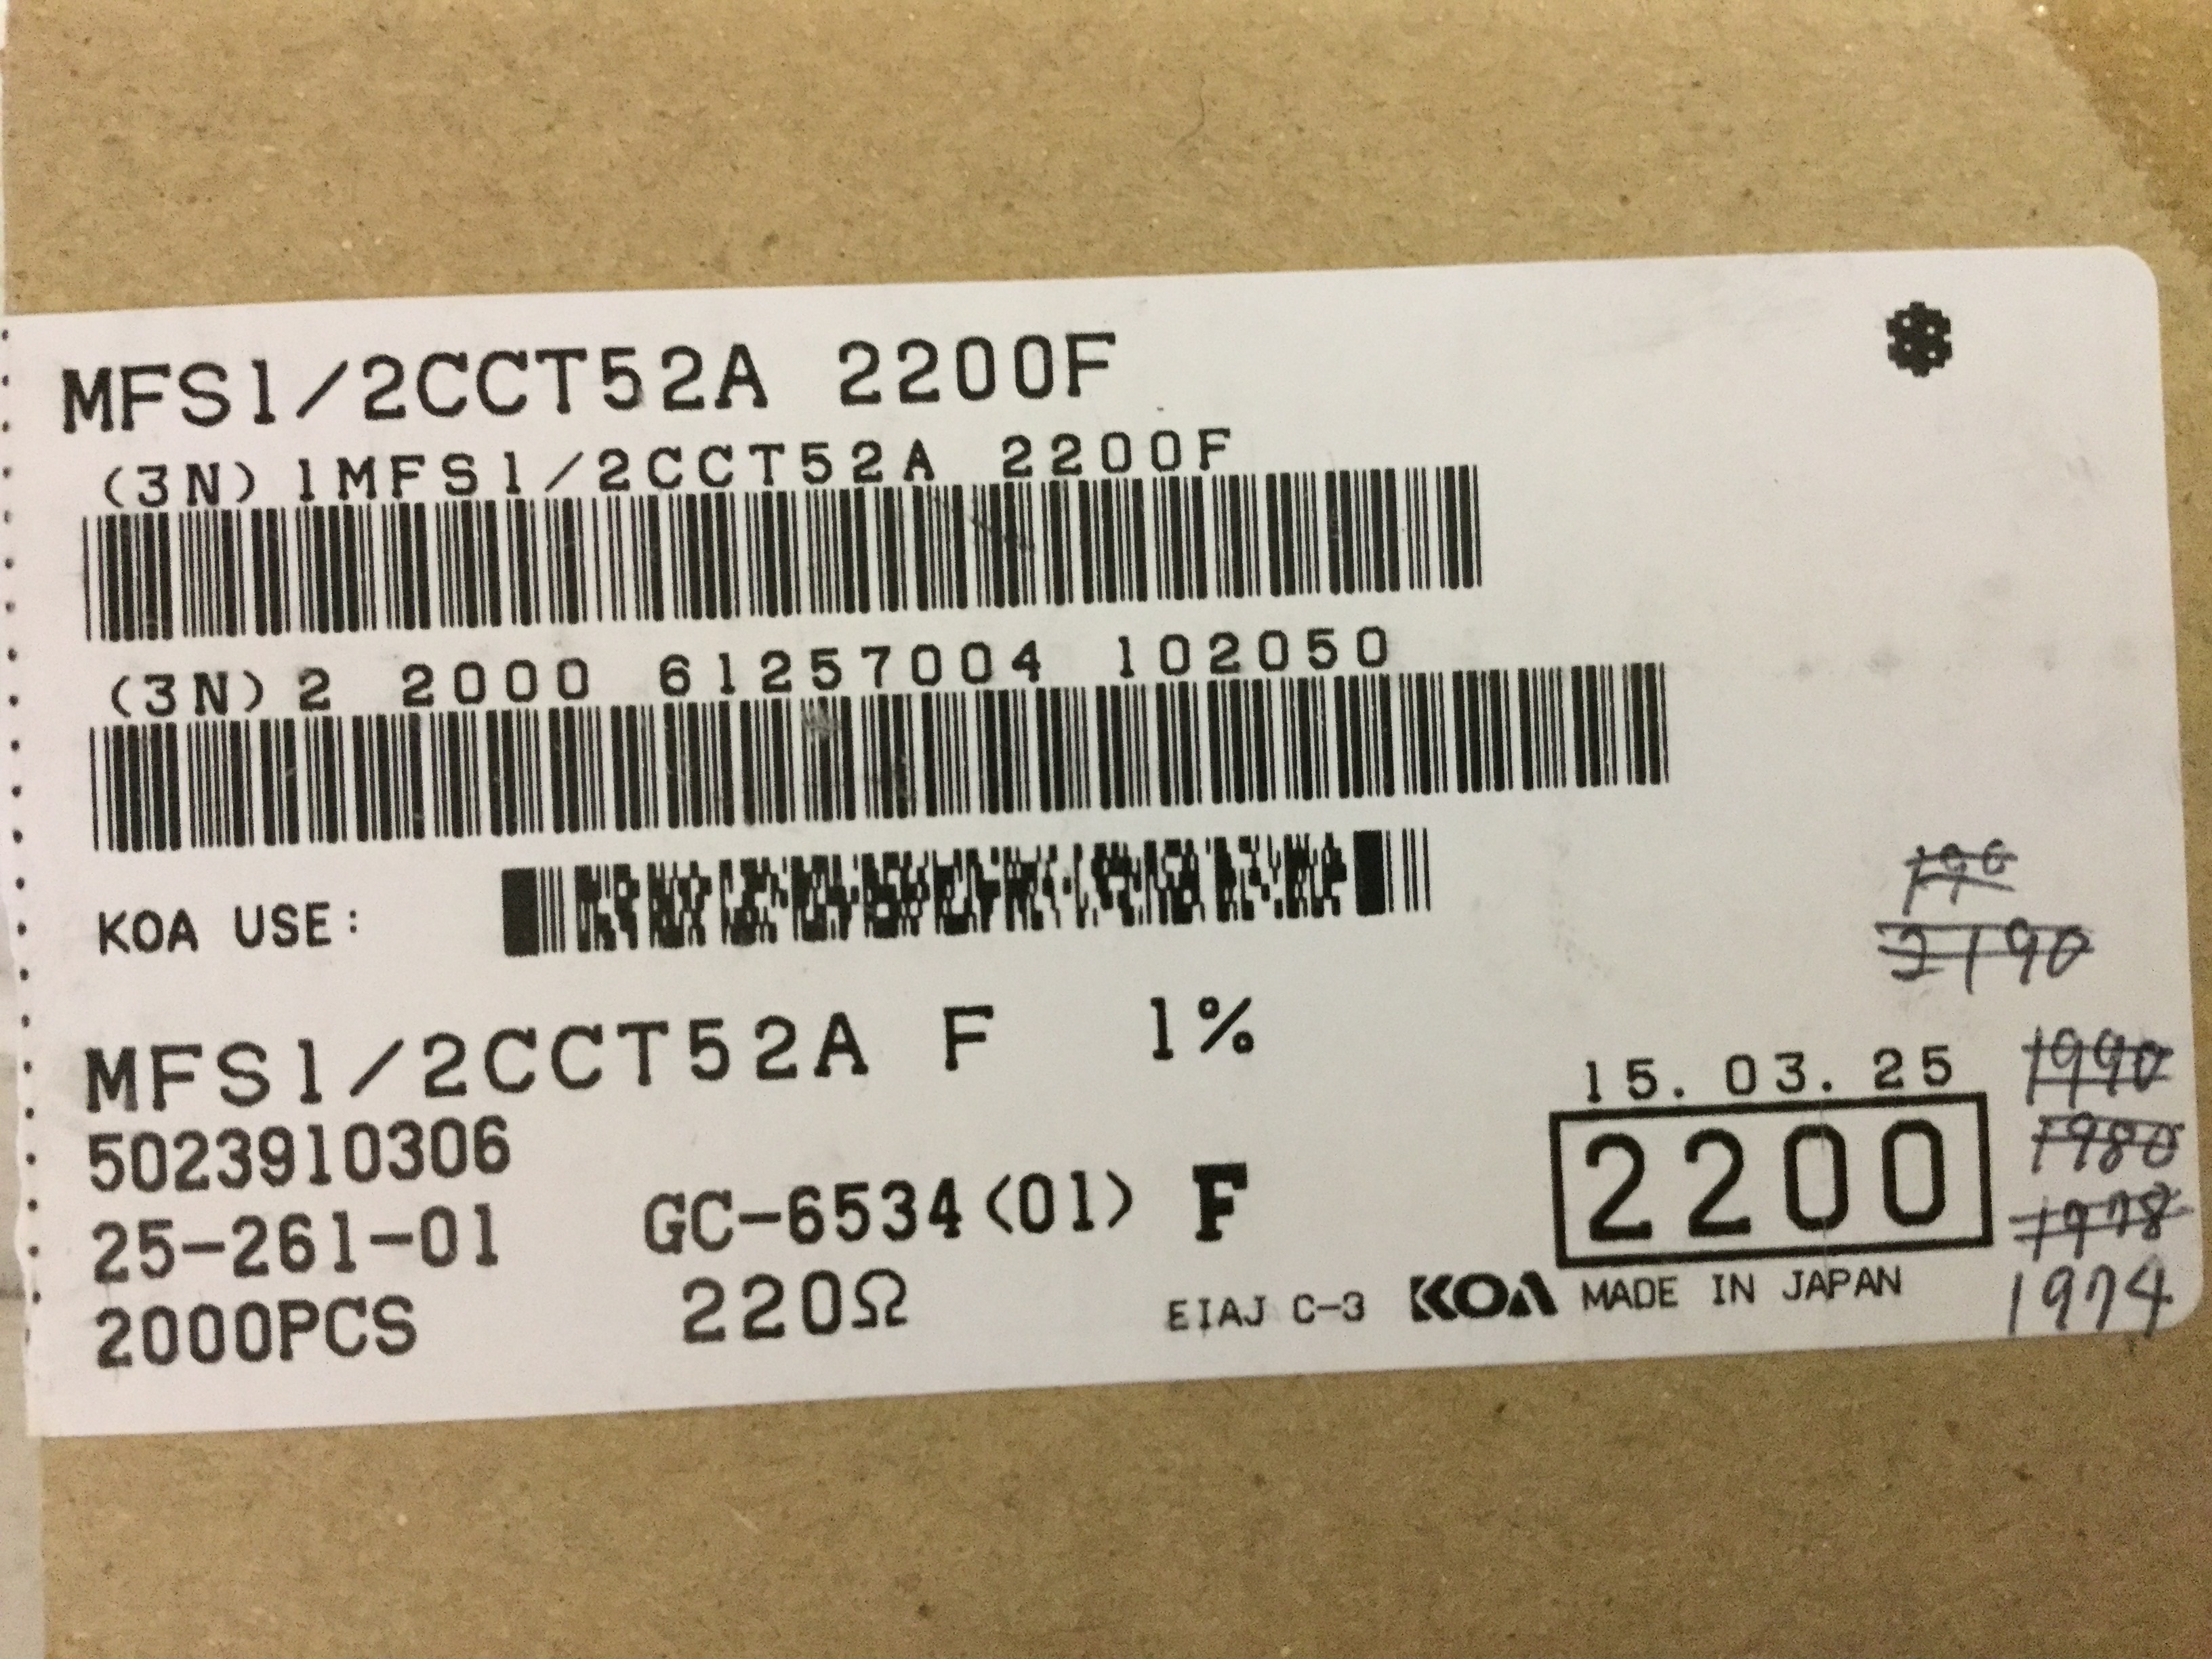 MFS1/2CCT52A 2200F
(3N) 1MFS1/2CCT52A 2200F
(3N) 2 2000 61257004 102050
KOA USE:
190
2190
MFS1/2CCT52A F 1%
15.03.25
1990
5023910306
2200
1980
25-261-01 GC-6534(01) F
1978
2000PCS 220Ω EIAJ C-3 KOA MADE IN JAPAN
1974